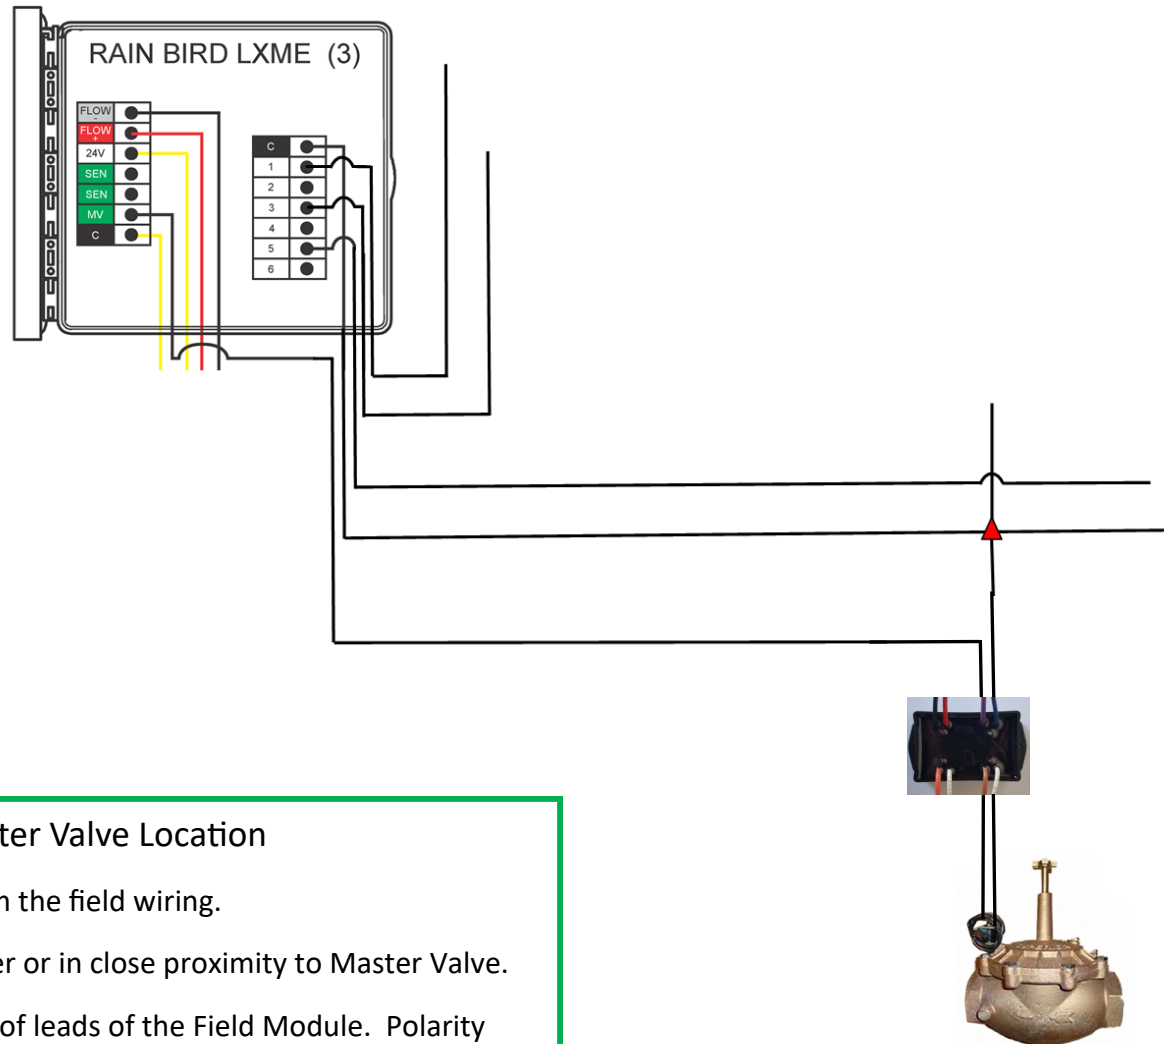 RAIN BIRD LXME (3)
FLOW
-
FLOW
+
24V
SEN
SEN
MV
C
C
1
2
3
4
5
6
ter Valve Location
the field wiring.
or in close proximity to Master Valve.
of leads of the Field Module. Polarity